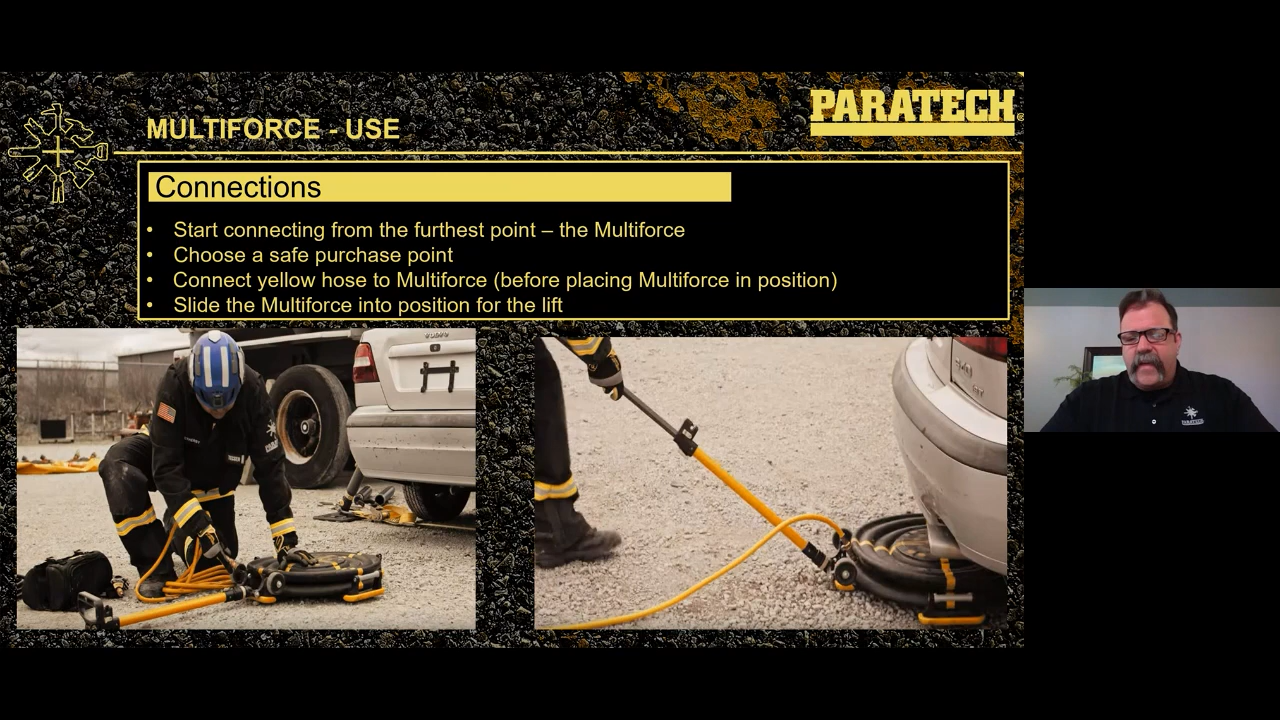 PARATECH
MULTIFORCE - USE
Connections
• Start connecting from the furthest point – the Multiforce
• Choose a safe purchase point
• Connect yellow hose to Multiforce (before placing Multiforce in position)
• Slide the Multiforce into position for the lift